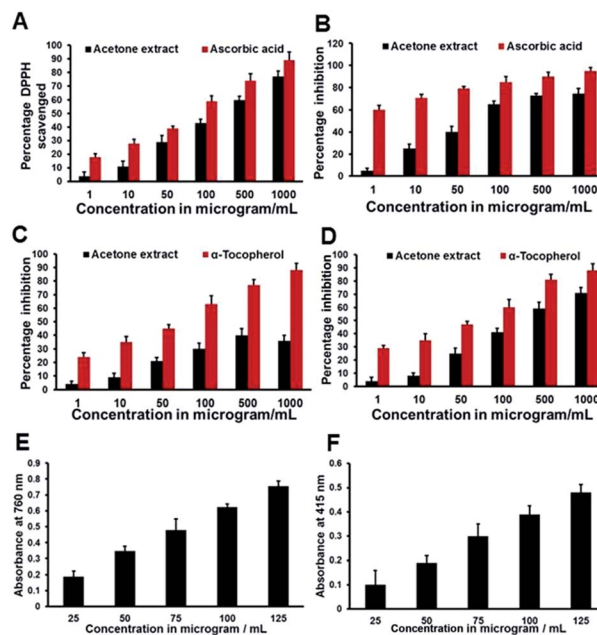 A
Acetone extract Ascorbic acid
Percentage DPPH
scavenged
100
90
80
70
60
50
40
30
20
10
0
1 10 50 100 500 1000
Concentration in microgram/mL
B
Acetone extract Ascorbic acid
Percentage inhibition
120
100
80
60
40
20
0
1 10 50 100 500 1000
Concentration in microgram/mL
C
Acetone extract α-Tocopherol
Percentage inhibition
100
90
80
70
60
50
40
30
20
10
0
1 10 50 100 500 1000
Concentration in microgram/mL
D
Acetone extract α-Tocopherol
Percentage inhibition
100
90
80
70
60
50
40
30
20
10
0
1 10 50 100 500 1000
Concentration in microgram/mL
E
Absorbance at 760 nm
0.9
0.8
0.7
0.6
0.5
0.4
0.3
0.2
0.1
0
25 50 75 100 125
Concentration in microgram / mL
F
Absorbance at 415 nm
0.6
0.5
0.4
0.3
0.2
0.1
0
25 50 75 100 125
Concentration in microgram / mL